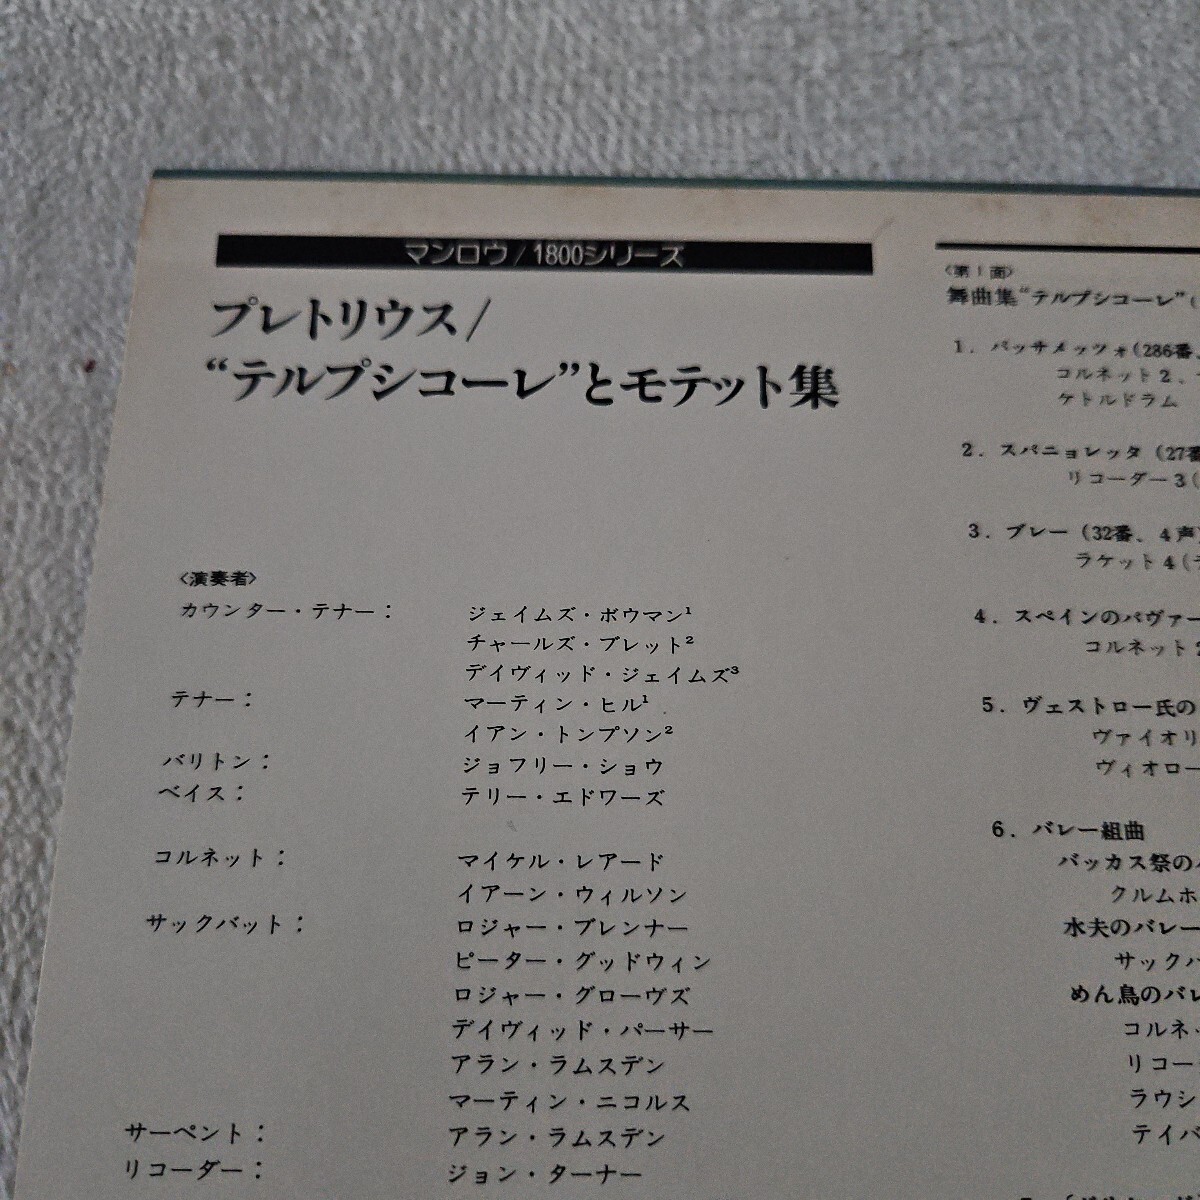 マンロウ/1800シリーズ
プレトリウス/
“テルプシコーレ”とモテット集
〈演奏者〉
カウンター・テナー： ジェイムズ・ボウマン¹
チャールズ・ブレット²
デイヴィッド・ジェイムズ³
テナー： マーティン・ヒル¹
イアン・トンプソン²
バリトン： ジョフリー・ショウ
ベイス： テリー・エドワーズ
コルネット： マイケル・レアード
イアーン・ウィルソン
サックバット： ロジャー・ブレンナー
ピーター・グッドウィン
ロジャー・グローヴズ
デイヴィッド・パーサー
アラン・ラムスデン
マーティン・ニコルス
サーペント： アラン・ラムスデン
リコーダー： ジョン・ターナー
〈第1面〉
舞曲集“テルプシコーレ”(
1. パッサメッツォ(286番、
コルネット2、
ケトルドラム
2. スパニョレッタ(27番
リコーダー3(
3. ブレー(32番、4声)
ラケット4(
4. スペインのパヴァー
コルネット2
5. ヴェストロー氏の
ヴァイオリ
ヴィオロー
6. バレー組曲
バッカス祭の
クルムホ
水夫のバレー
サックバ
めん鳥のバレ
コルネッ
リコー
ラウシ
テイバ